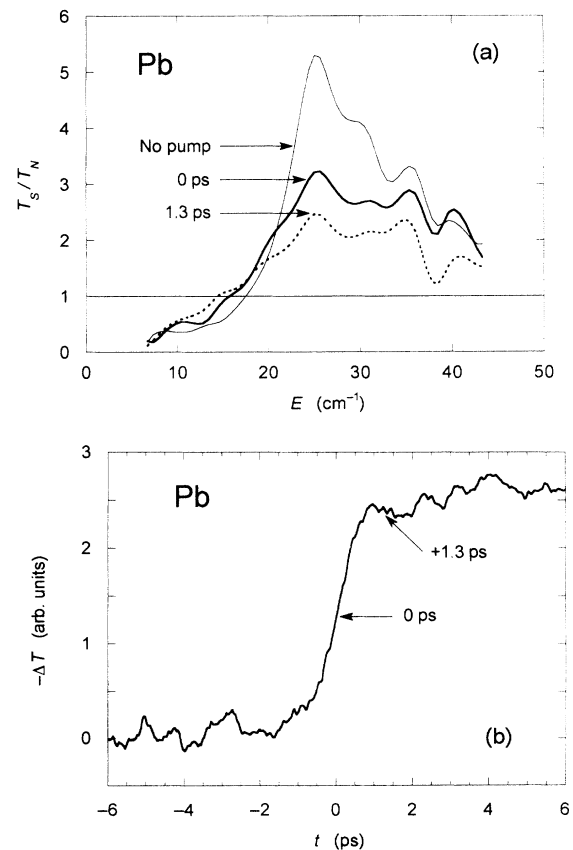 6
5
4
3
2
1
0
Pb
(a)
No pump
0 ps
1.3 ps
T_S/T_N
0 10 20 30 40 50
E (cm⁻¹)
3
2
1
0
Pb
+1.3 ps
0 ps
(b)
−ΔT (arb. units)
−6 −4 −2 0 2 4 6
t (ps)